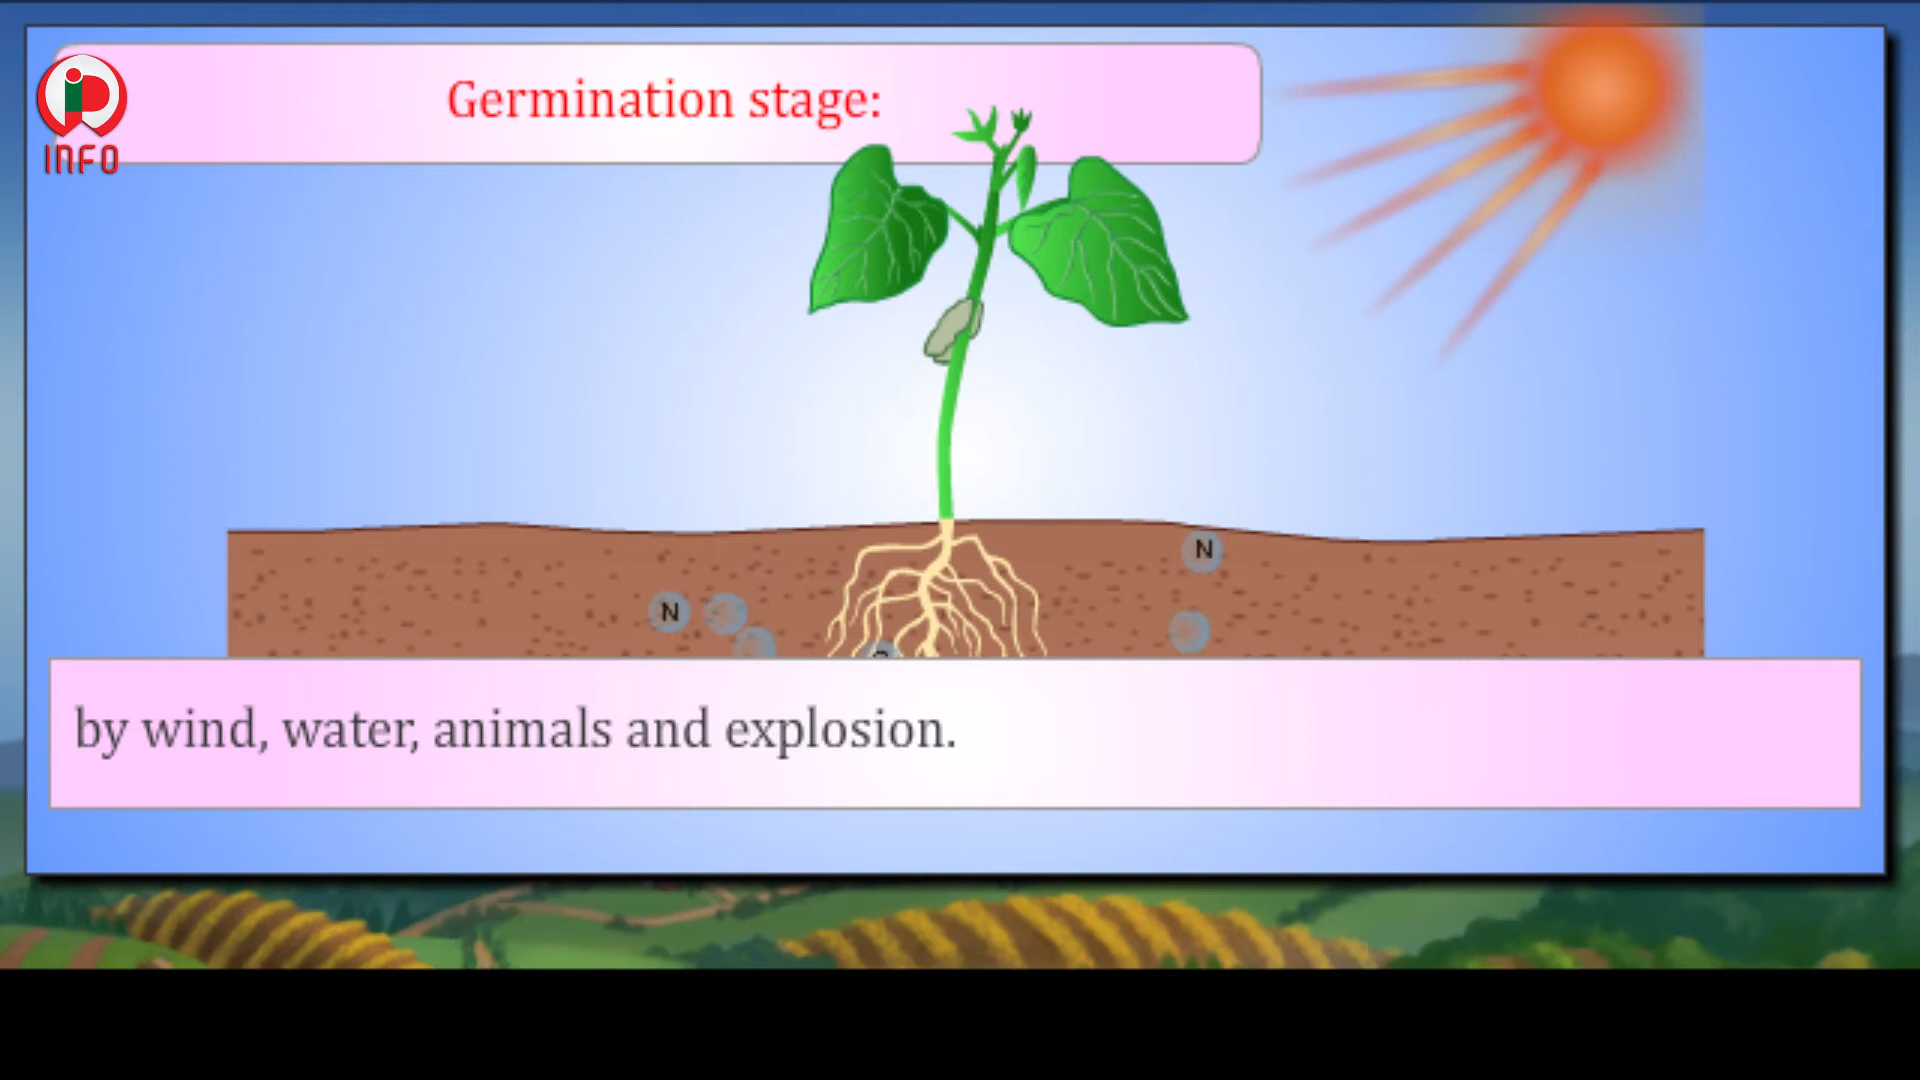 Germination stage:
INFO
N
N
by wind, water, animals and explosion.